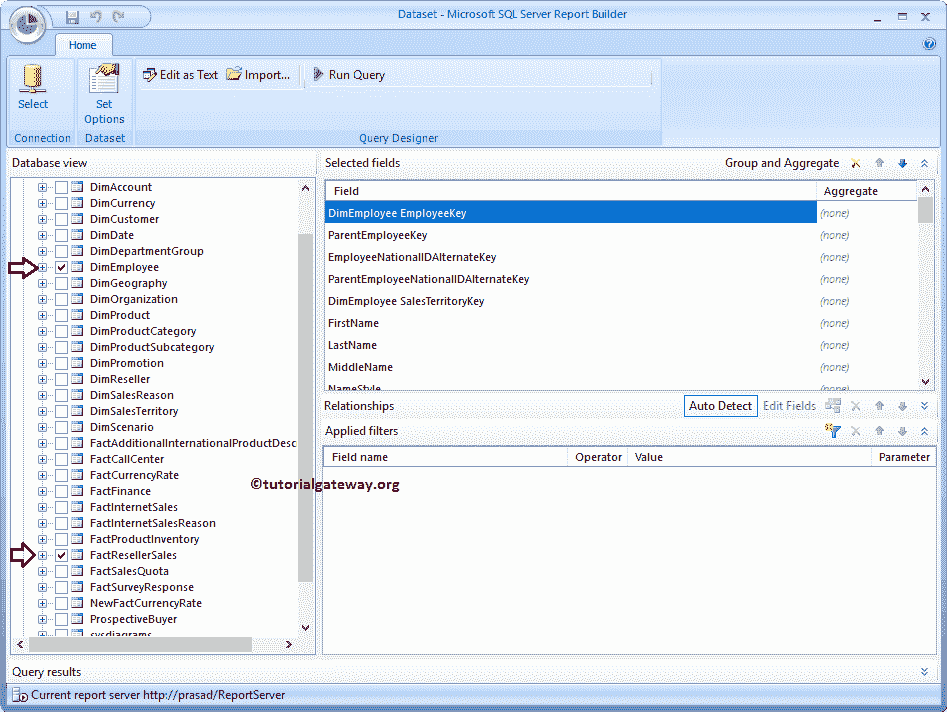 Dataset - Microsoft SQL Server Report Builder
Home
Edit as Text Import... Run Query
Select
Set Options
Connection Dataset Query Designer
Database view
DimAccount
DimCurrency
DimCustomer
DimDate
DimDepartmentGroup
DimEmployee
DimGeography
DimOrganization
DimProduct
DimProductCategory
DimProductSubcategory
DimPromotion
DimReseller
DimSalesReason
DimSalesTerritory
DimScenario
FactAdditionalInternationalProductDesc
FactCallCenter
FactCurrencyRate
FactFinance
FactInternetSales
FactInternetSalesReason
FactProductInventory
FactResellerSales
FactSalesQuota
FactSurveyResponse
NewFactCurrencyRate
ProspectiveBuyer
sysdiagrams
Selected fields Group and Aggregate
Field Aggregate
DimEmployee EmployeeKey (none)
ParentEmployeeKey (none)
EmployeeNationalIDAlternateKey (none)
ParentEmployeeNationalIDAlternateKey (none)
DimEmployee SalesTerritoryKey (none)
FirstName (none)
LastName (none)
MiddleName (none)
NameStyle (none)
Relationships Auto Detect Edit Fields
Applied filters
Field name Operator Value Parameter
©tutorialgateway.org
Query results
Current report server http://prasad/ReportServer